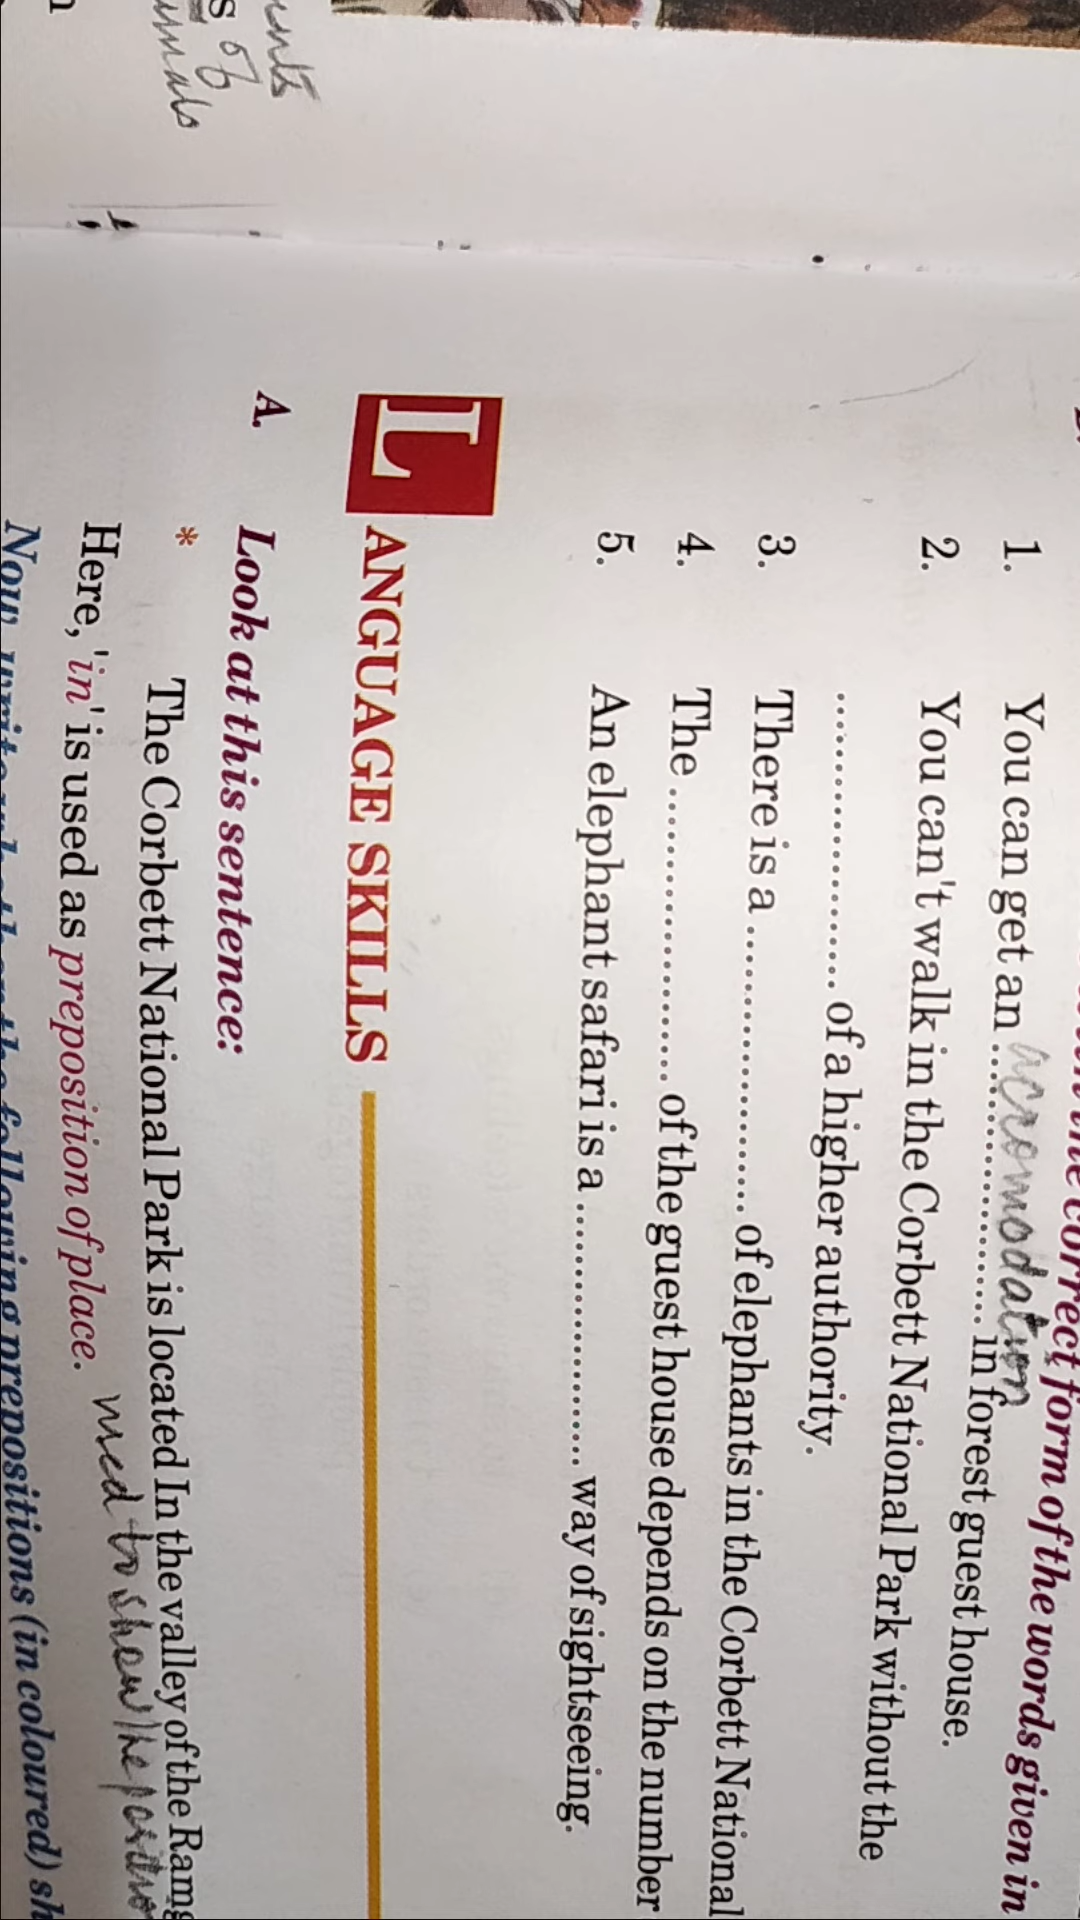 correct form of the words given in
1. You can get an acromodation in forest guest house.
2. You can't walk in the Corbett National Park without the
.................... of a higher authority.
3. There is a .................... of elephants in the Corbett National
4. The .................... of the guest house depends on the number
5. An elephant safari is a .................... way of sightseeing.
LANGUAGE SKILLS
A. Look at this sentence:
* The Corbett National Park is located In the valley of the Ramg
Here, 'in' is used as preposition of place. used to show the positio
Now, write whether the following prepositions (in coloured) sh